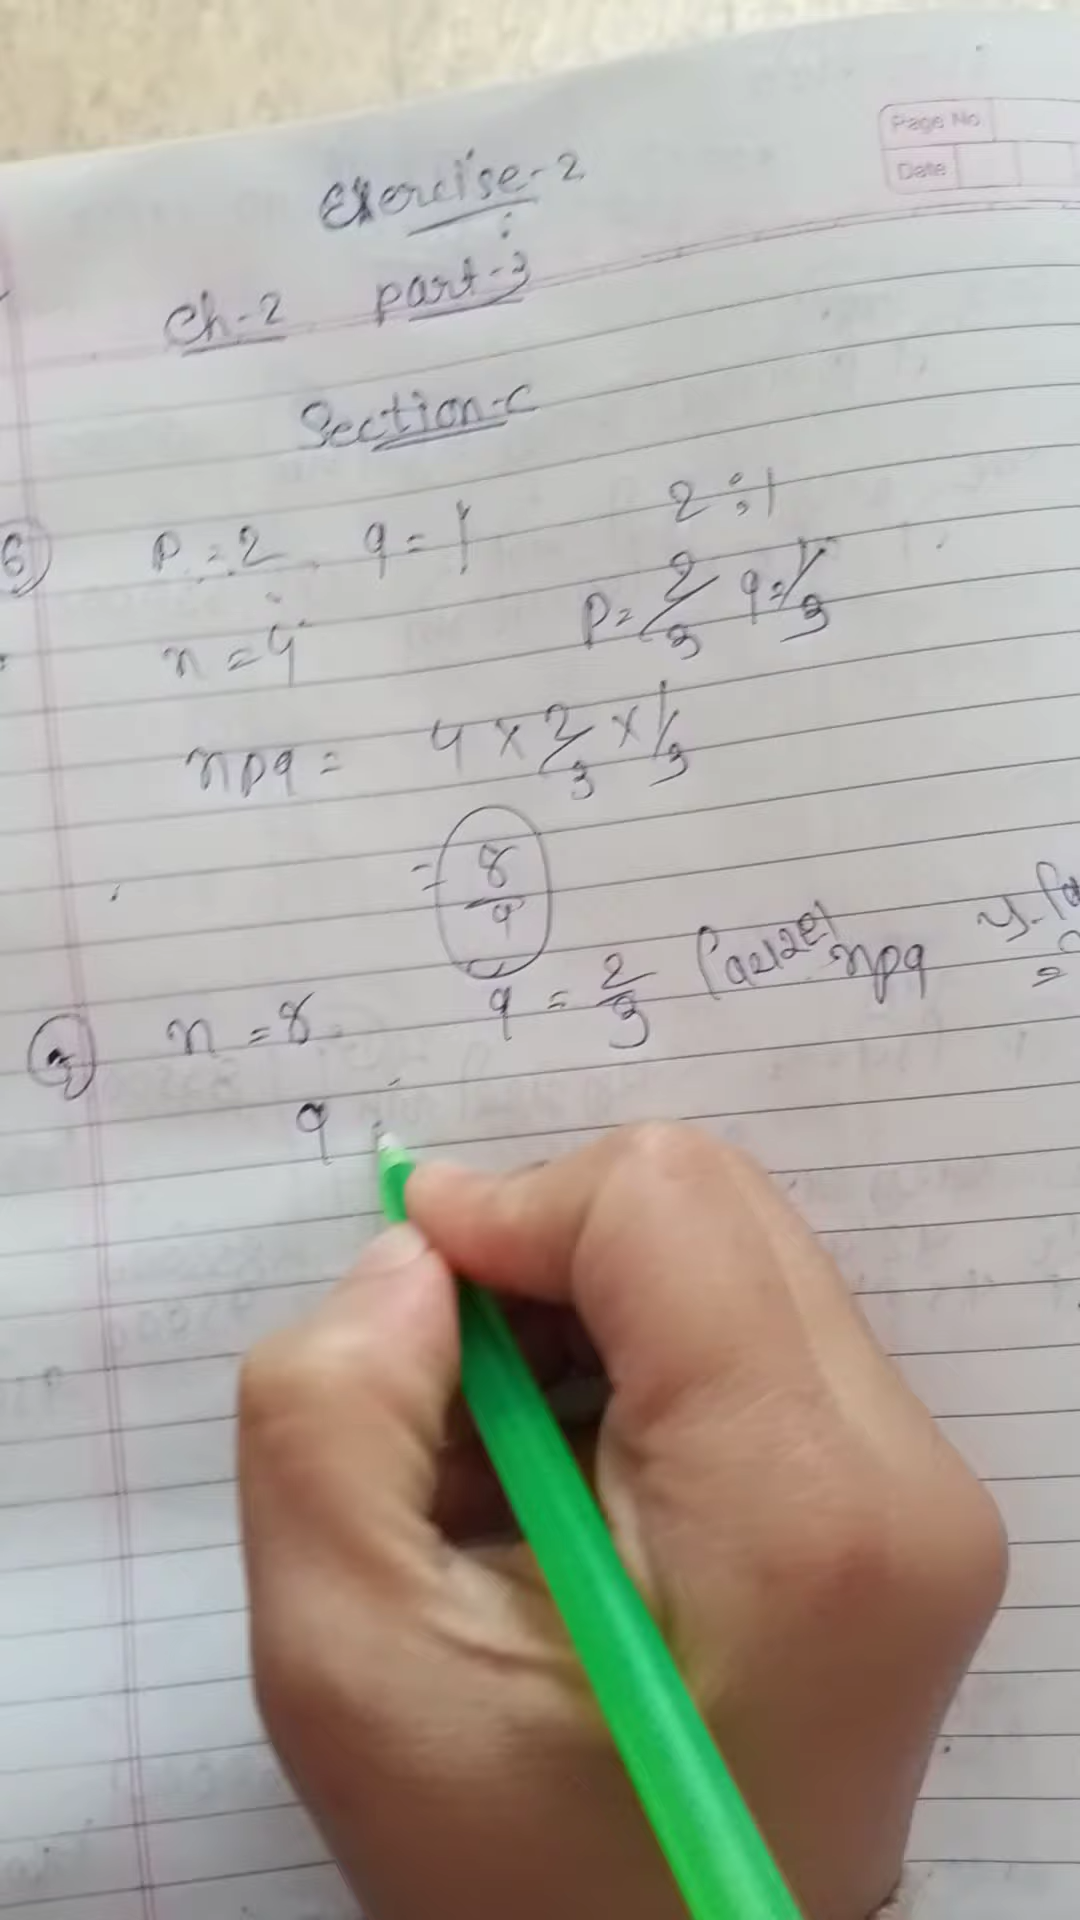 Page No
Date
Exercise-2
Ch-2 part-3
Section-C
6 P = 2 q = 1 2:1
n = 4 P = 2/3 q = 1/3
npq = 4 × 2/3 × 1/3
= 8/9
n = 8 q = 2/3 npq
q =